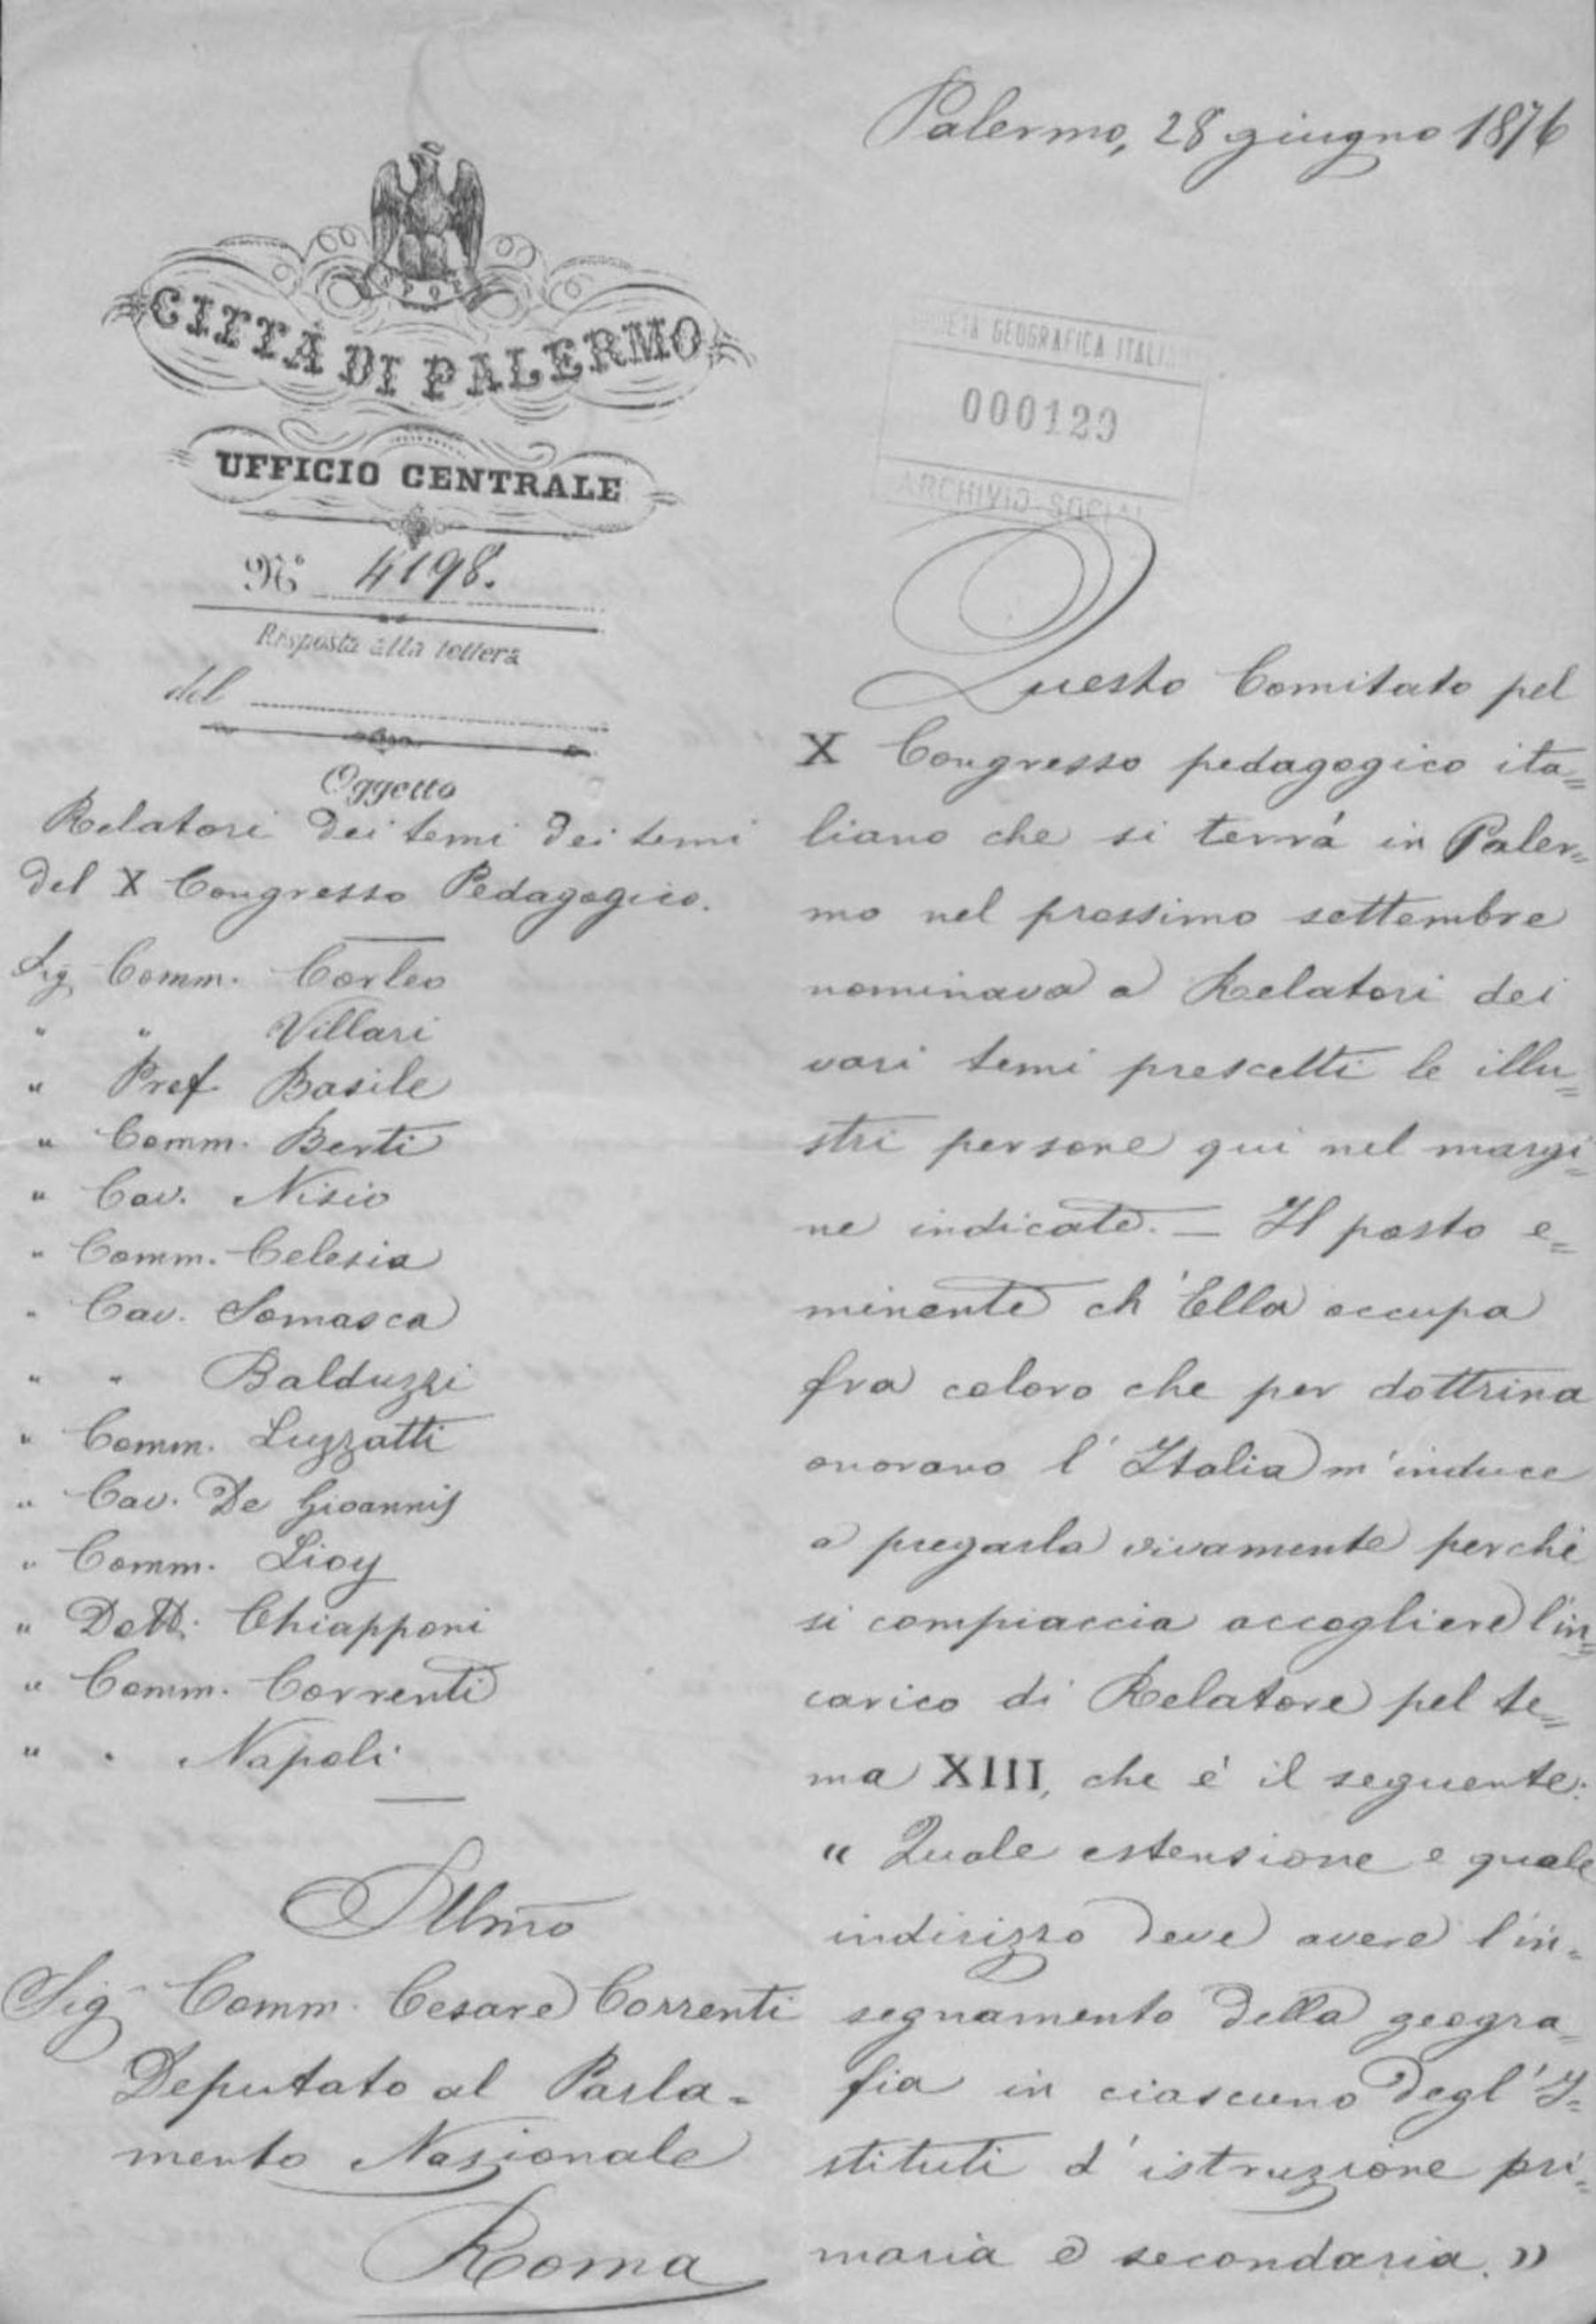 Palermo, 28 giugno 1876
SPQR
CITTÀ DI PALERMO
UFFICIO CENTRALE
N.° 4198.
Risposta alla lettera
del
Oggetto
Relatori dei temi dei temi
del X Congresso Pedagogico.
Sig Comm. Corleo
" " Villari
" Prof Basile
" Comm. Berti
" Cav. Nisio
" Comm. Celesia
" Cav. Somasca
" " Balduzzi
" Comm. Luzzatti
" Cav. De Gioannis
" Comm. Lioy
" Dott. Chiapponi
" Comm. Correnti
" " Napoli
Illmo
Sig Comm. Cesare Correnti
Deputato al Parla-
mento Nazionale
Roma
SOCIETÀ GEOGRAFICA ITALIANA
000129
ARCHIVIO SOCIALE
Questo Comitato pel
X Congresso pedagogico ita=
liano che si terrà in Paler=
mo nel prossimo settembre
nominava a Relatori dei
vari temi prescelti le illu=
stri persone qui nel margi=
ne indicate. — Il posto e=
minente ch'Ella occupa
fra coloro che per dottrina
onorano l'Italia m'induce
a pregarla vivamente perchè
si compiaccia accogliere l'in=
carico di Relatore pel te=
ma XIII, che è il seguente:
" Quale estensione e quale
indirizzo deve avere l'in=
segnamento della geogra=
fia in ciascuno degl'I=
stituti d'istruzione pri=
maria e secondaria. "